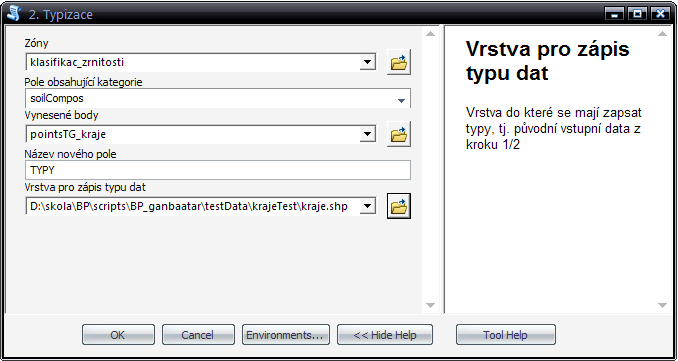 2. Typizace
Zóny
klasifikac_zrnitosti
Pole obsahující kategorie
soilCompos
Vynesené body
pointsTG_kraje
Název nového pole
TYPY
Vrstva pro zápis typu dat
D:\skola\BP\scripts\BP_ganbaatar\testData\krajeTest\kraje.shp
Vrstva pro zápis
typu dat
Vrstva do které se mají zapsat
typy, tj. původní vstupní data z
kroku 1/2
OK
Cancel
Environments...
<< Hide Help
Tool Help